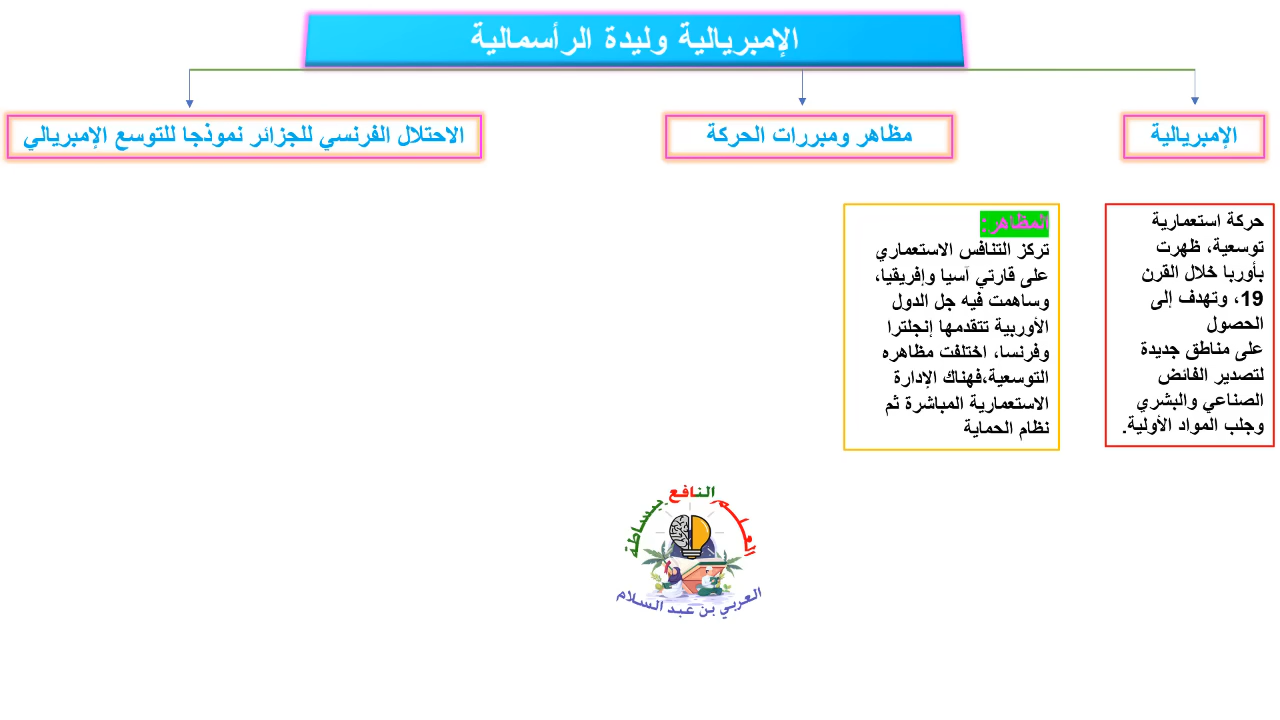 الإمبريالية وليدة الرأسمالية
الإمبريالية
مظاهر ومبررات الحركة
الاحتلال الفرنسي للجزائر نموذجا للتوسع الإمبريالي
حركة استعمارية
توسعية، ظهرت
بأوربا خلال القرن
19، وتهدف إلى
الحصول
على مناطق جديدة
لتصدير الفائض
الصناعي والبشري
وجلب المواد الأولية.
المظاهر:
تركز التنافس الاستعماري
على قارتي آسيا وإفريقيا،
وساهمت فيه جل الدول
الأوربية تتقدمها إنجلترا
وفرنسا، اختلفت مظاهره
التوسعية،فهناك الإدارة
الاستعمارية المباشرة ثم
نظام الحماية
العلم النافع ببساطة
العربي بن عبد السلام